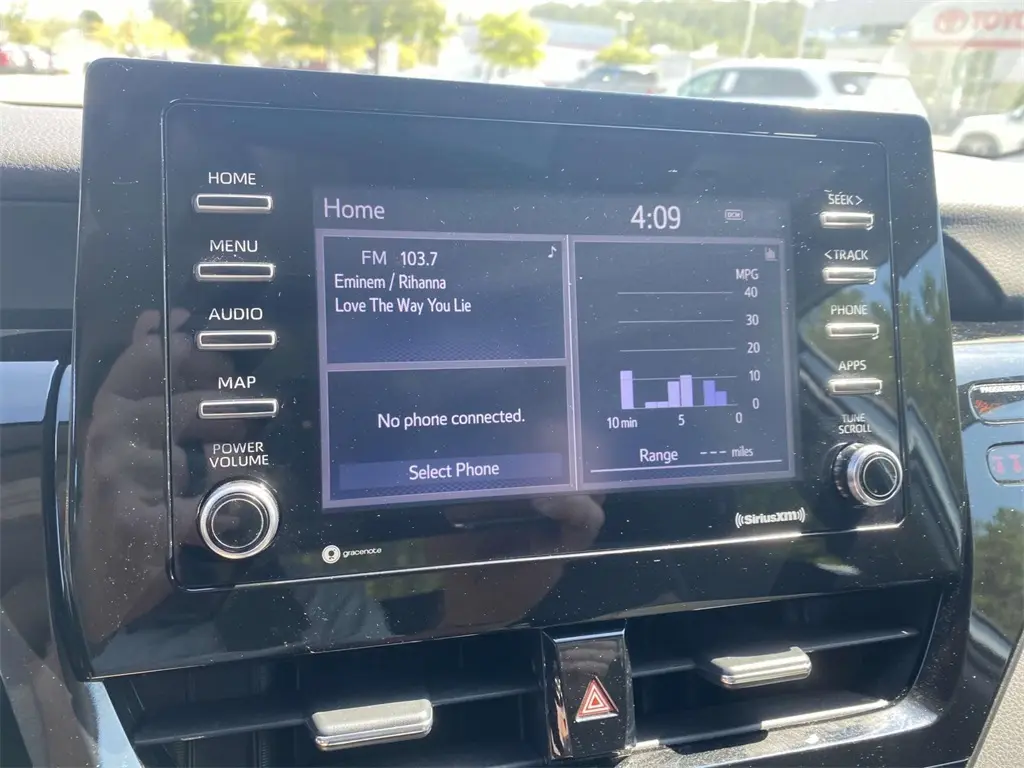 TOYO
HOME
MENU
AUDIO
MAP
POWER
VOLUME
Home
4:09
DCM
FM 103.7
Eminem / Rihanna
Love The Way You Lie
No phone connected.
Select Phone
MPG
40
30
20
10
0
10 min
5
0
Range --- miles
SEEK >
< TRACK
PHONE
APPS
TUNE
SCROLL
gracenote
((SiriusXM))